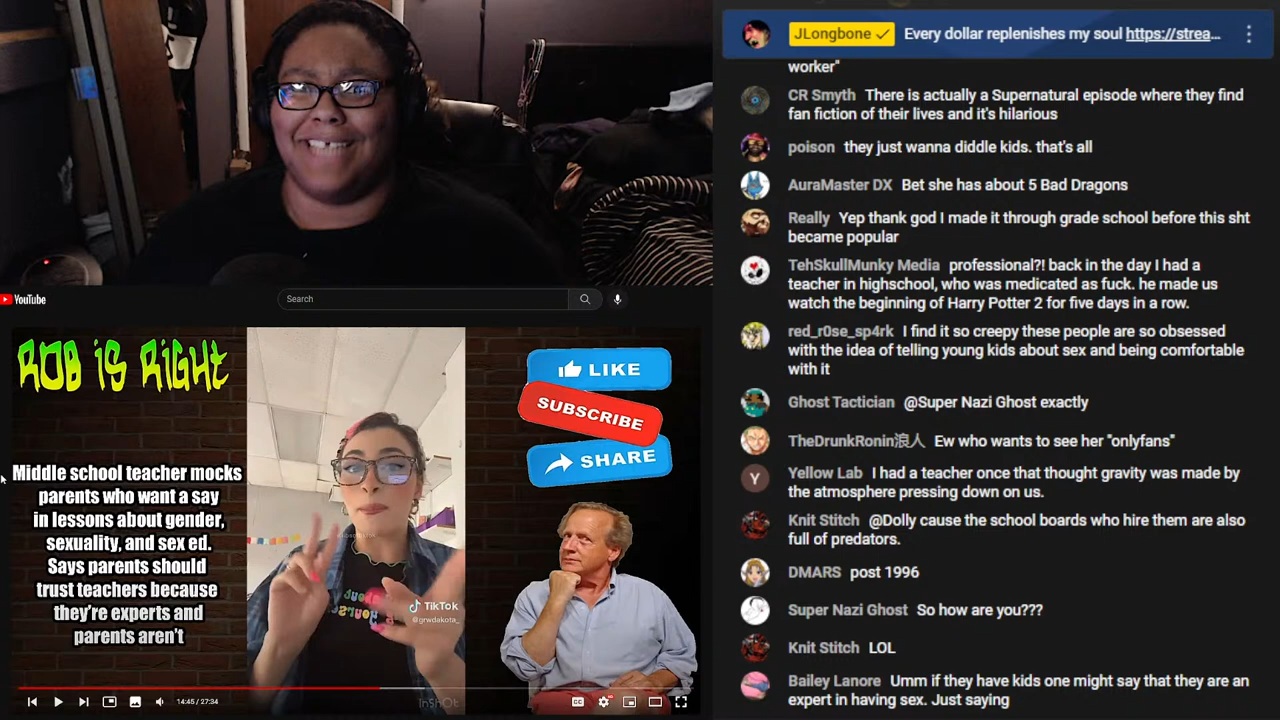 JLongbone Every dollar replenishes my soul https://strea...
worker"
CR Smyth There is actually a Supernatural episode where they find
fan fiction of their lives and it's hilarious
poison they just wanna diddle kids. that's all
AuraMaster DX Bet she has about 5 Bad Dragons
Really Yep thank god I made it through grade school before this sht
became popular
TehSkullMunky Media professional?! back in the day I had a
teacher in highschool, who was medicated as fuck. he made us
watch the beginning of Harry Potter 2 for five days in a row.
red_r0se_sp4rk I find it so creepy these people are so obsessed
with the idea of telling young kids about sex and being comfortable
with it
Ghost Tactician @Super Nazi Ghost exactly
TheDrunkRonin浪人 Ew who wants to see her "onlyfans"
Y Yellow Lab I had a teacher once that thought gravity was made by
the atmosphere pressing down on us.
Knit Stitch @Dolly cause the school boards who hire them are also
full of predators.
DMARS post 1996
Super Nazi Ghost So how are you???
Knit Stitch LOL
Bailey Lanore Umm if they have kids one might say that they are an
expert in having sex. Just saying
YouTube
Search
ROB iS RiGHt
Middle school teacher mocks
parents who want a say
in lessons about gender,
sexuality, and sex ed.
Says parents should
trust teachers because
they're experts and
parents aren't
TikTok
@grwdakota_
LIKE
SUBSCRIBE
SHARE
14:45 / 27:34
InShOt
CC
HD